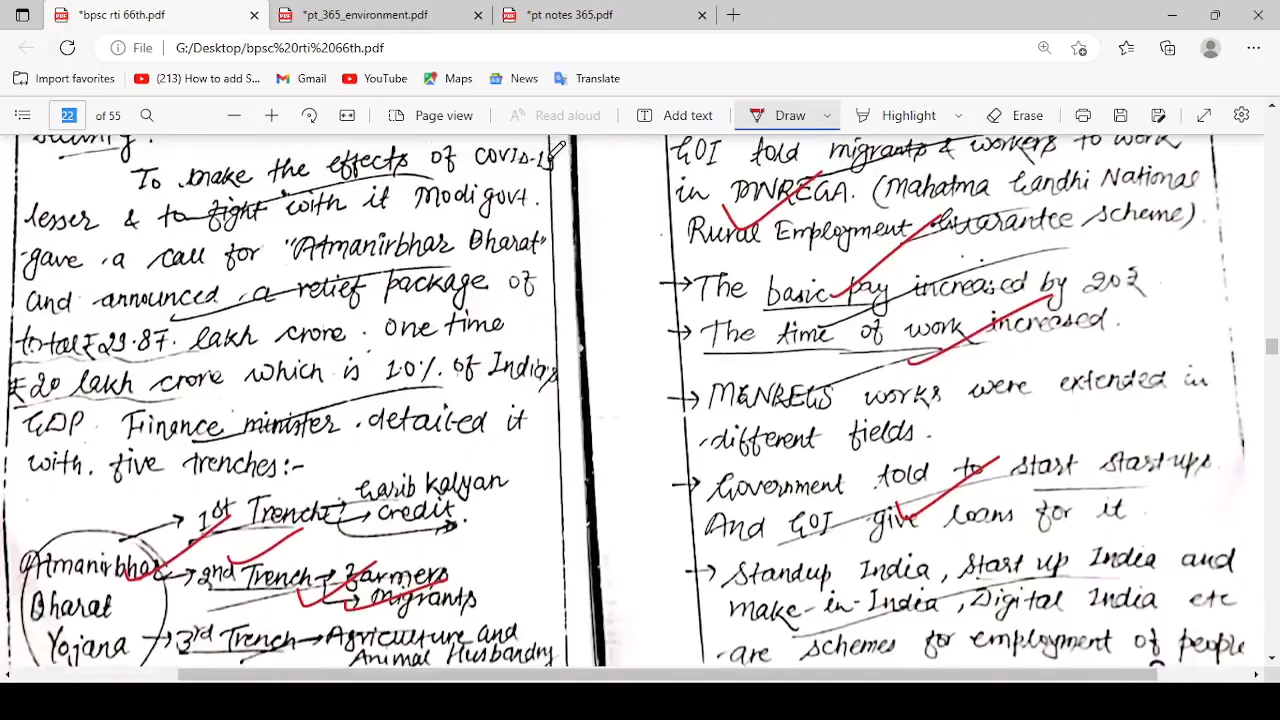 *bpsc rti 66th.pdf
*pt_365_environment.pdf
*pt notes 365.pdf
File
G:/Desktop/bpsc%20rti%2066th.pdf
Import favorites
(213) How to add S...
Gmail
YouTube
Maps
News
Translate
22
of 55
Page view
Read aloud
Add text
Draw
Highlight
Erase
To make the effects of COVID-19
lesser & to fight with it Modi govt.
gave a call for "Atmanirbhar Bharat"
and announced a relief package of
total ₹29.87 lakh crore. One time
₹20 lakh crore which is 10% of India's
GDP Finance minister detailed it
with five trenches:-
1st Trench → Garib Kalyan
→ credit.
Atmanirbhar
Bharat
Yojana
2nd Trench → Farmers
→ Migrants
3rd Trench → Agriculture and
Animal Husbandry
GOI told migrants & workers to work
in MNREGA. (Mahatma Gandhi National
Rural Employment Guarantee scheme).
→ The basic pay increased by 20₹
→ The time of work increased.
→ MGNREGS works were extended in
different fields.
→ Government told to start startups.
And GOI give loans for it.
→ Standup India, Start up India and
make-in-India, Digital India etc
are schemes for employment of people